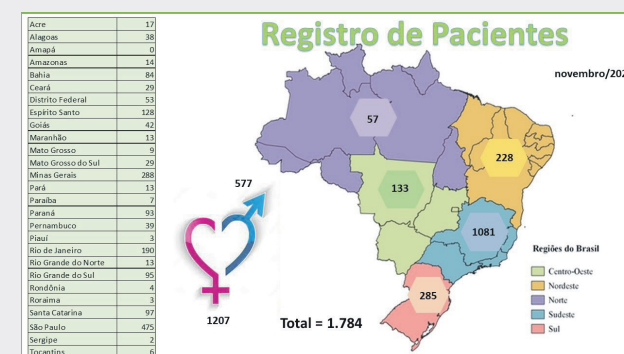 Registro de Pacientes
novembro/202
Acre 17
Alagoas 38
Amapá 0
Amazonas 14
Bahia 84
Ceará 29
Distrito Federal 53
Espírito Santo 128
Goiás 42
Maranhão 13
Mato Grosso 9
Mato Grosso do Sul 29
Minas Gerais 288
Pará 13
Paraíba 7
Paraná 93
Pernambuco 39
Piauí 3
Rio de Janeiro 190
Rio Grande do Norte 13
Rio Grande do Sul 95
Rondônia 4
Roraima 3
Santa Catarina 97
São Paulo 475
Sergipe 2
Tocantins 6
577
1207
Total = 1.784
57
228
133
1081
285
Regiões do Brasil
Centro-Oeste
Nordeste
Norte
Sudeste
Sul